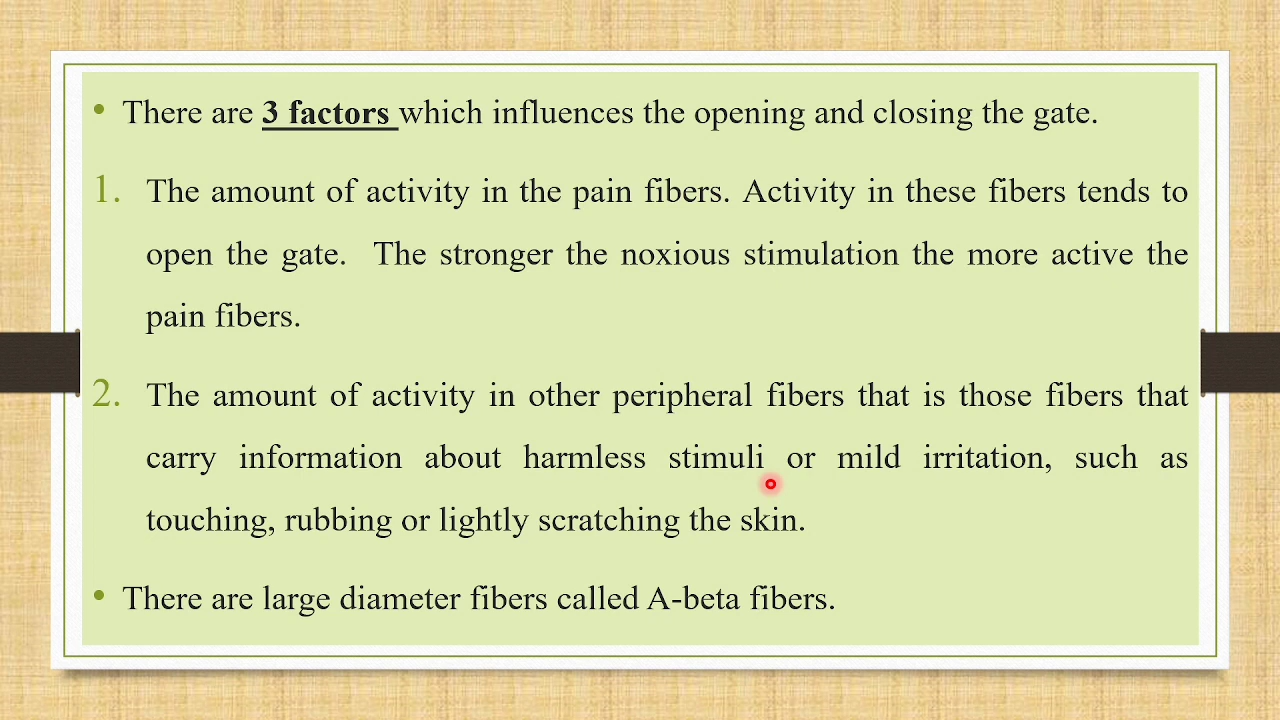 • There are 3 factors which influences the opening and closing the gate.
1. The amount of activity in the pain fibers. Activity in these fibers tends to
open the gate. The stronger the noxious stimulation the more active the
pain fibers.
2. The amount of activity in other peripheral fibers that is those fibers that
carry information about harmless stimuli or mild irritation, such as
touching, rubbing or lightly scratching the skin.
• There are large diameter fibers called A-beta fibers.